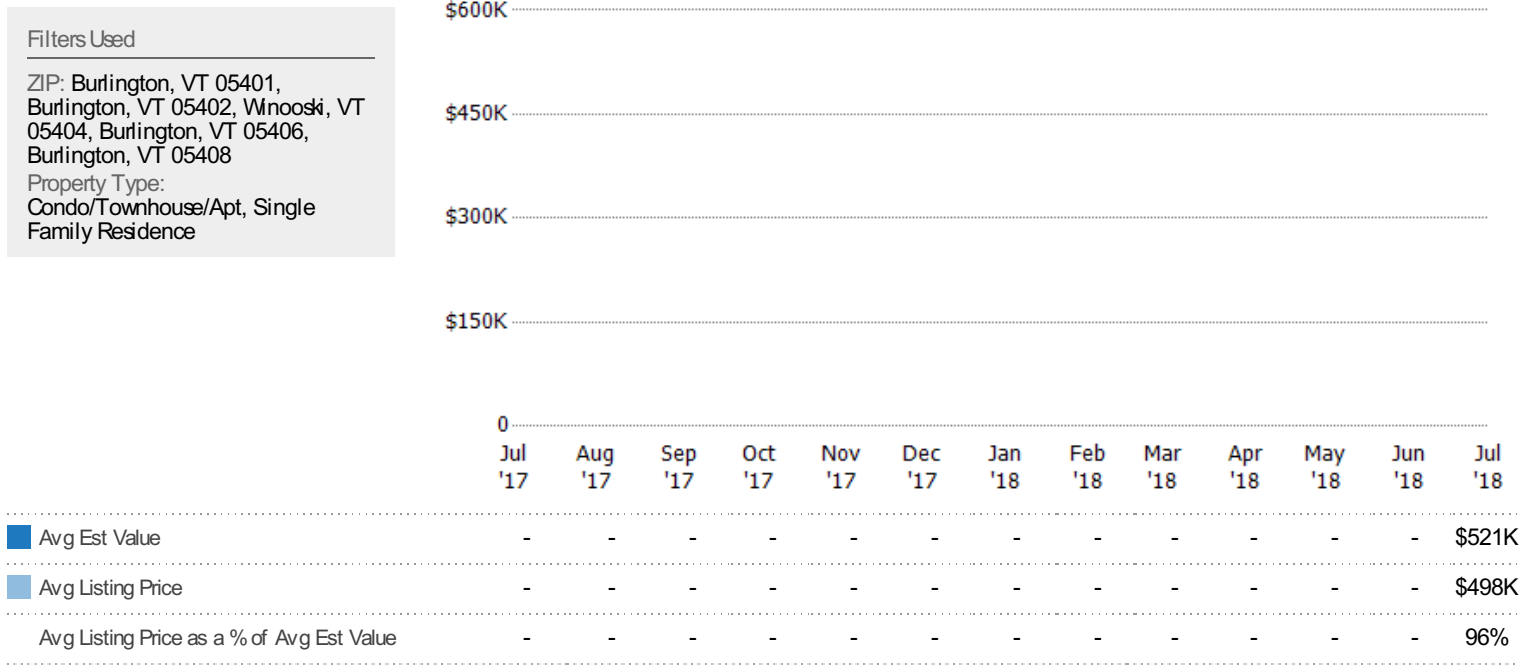 Filters Used
ZIP: Burlington, VT 05401,
Burlington, VT 05402, Winooski, VT
05404, Burlington, VT 05406,
Burlington, VT 05408
Property Type:
Condo/Townhouse/Apt, Single
Family Residence
$600K
$450K
$300K
$150K
0
Jul Aug Sep Oct Nov Dec Jan Feb Mar Apr May Jun Jul
'17 '17 '17 '17 '17 '17 '18 '18 '18 '18 '18 '18 '18
Avg Est Value - - - - - - - - - - - - $521K
Avg Listing Price - - - - - - - - - - - - $498K
Avg Listing Price as a % of Avg Est Value - - - - - - - - - - - - 96%